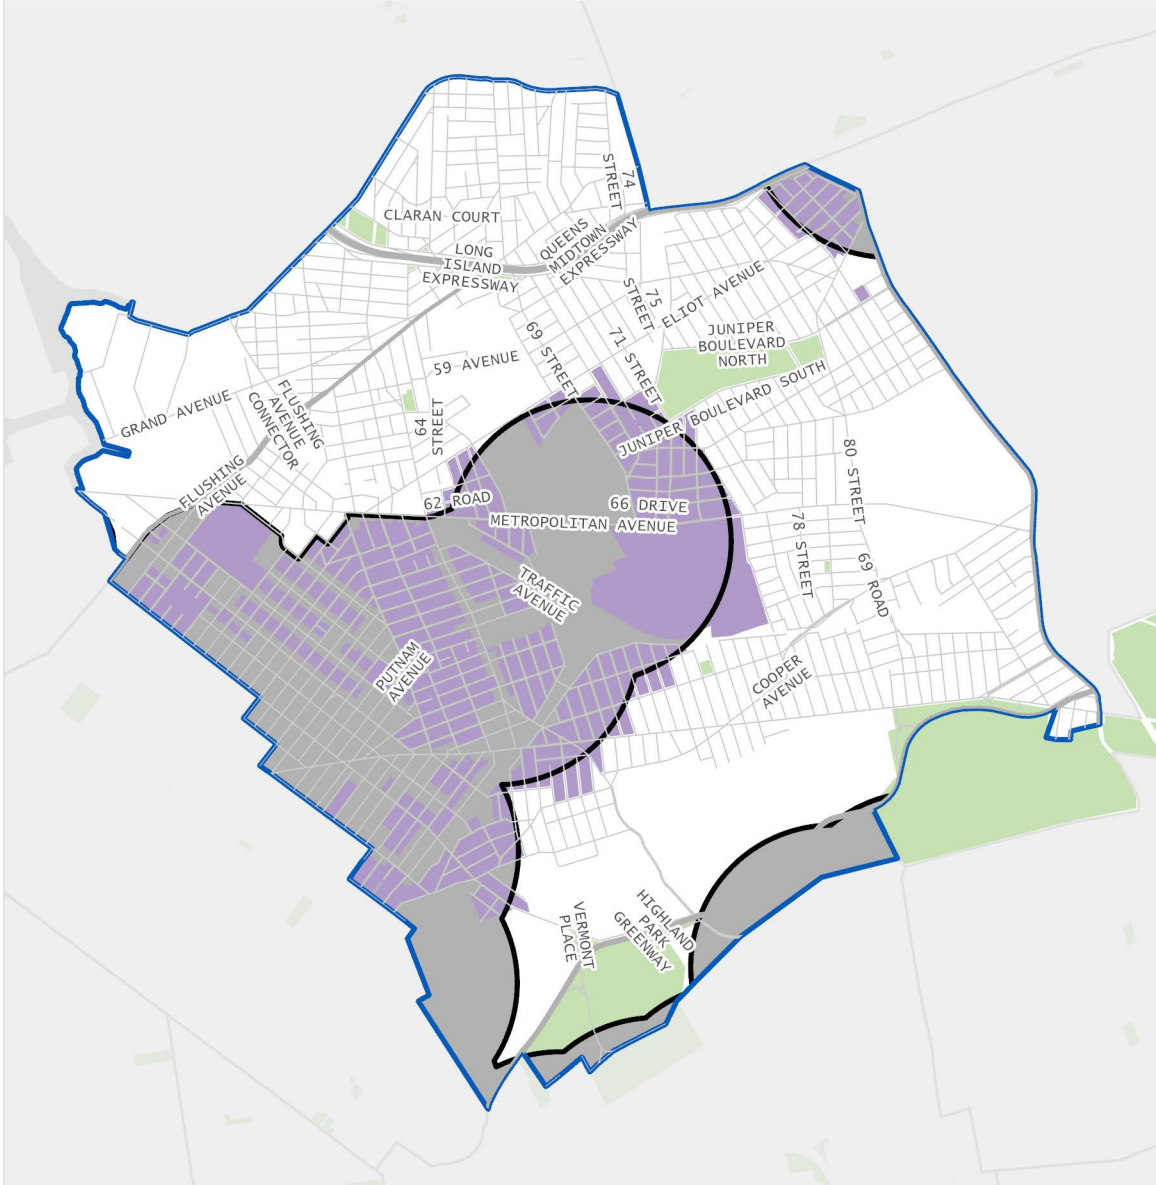 74
STREET
CLARAN COURT
QUEENS
MIDTOWN
EXPRESSWAY
LONG
ISLAND
EXPRESSWAY
75
STREET
ELIOT AVENUE
JUNIPER
BOULEVARD
NORTH
69 STREET
71 STREET
59 AVENUE
JUNIPER BOULEVARD SOUTH
GRAND AVENUE
FLUSHING
AVENUE
CONNECTOR
64
STREET
80 STREET
FLUSHING
AVENUE
62 ROAD
66 DRIVE
METROPOLITAN AVENUE
78 STREET
69 ROAD
TRAFFIC
AVENUE
PUTNAM
AVENUE
COOPER
AVENUE
VERMONT
PLACE
HIGHLAND
PARK
GREENWAY